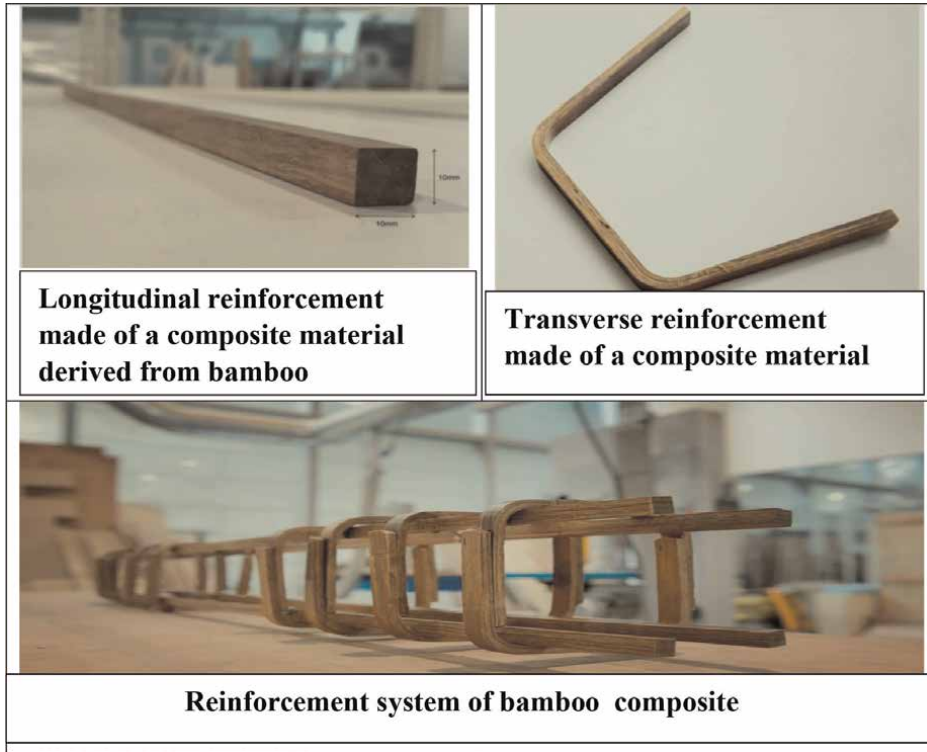 10mm
10mm
Longitudinal reinforcement
made of a composite material
derived from bamboo
Transverse reinforcement
made of a composite material
Reinforcement system of bamboo composite